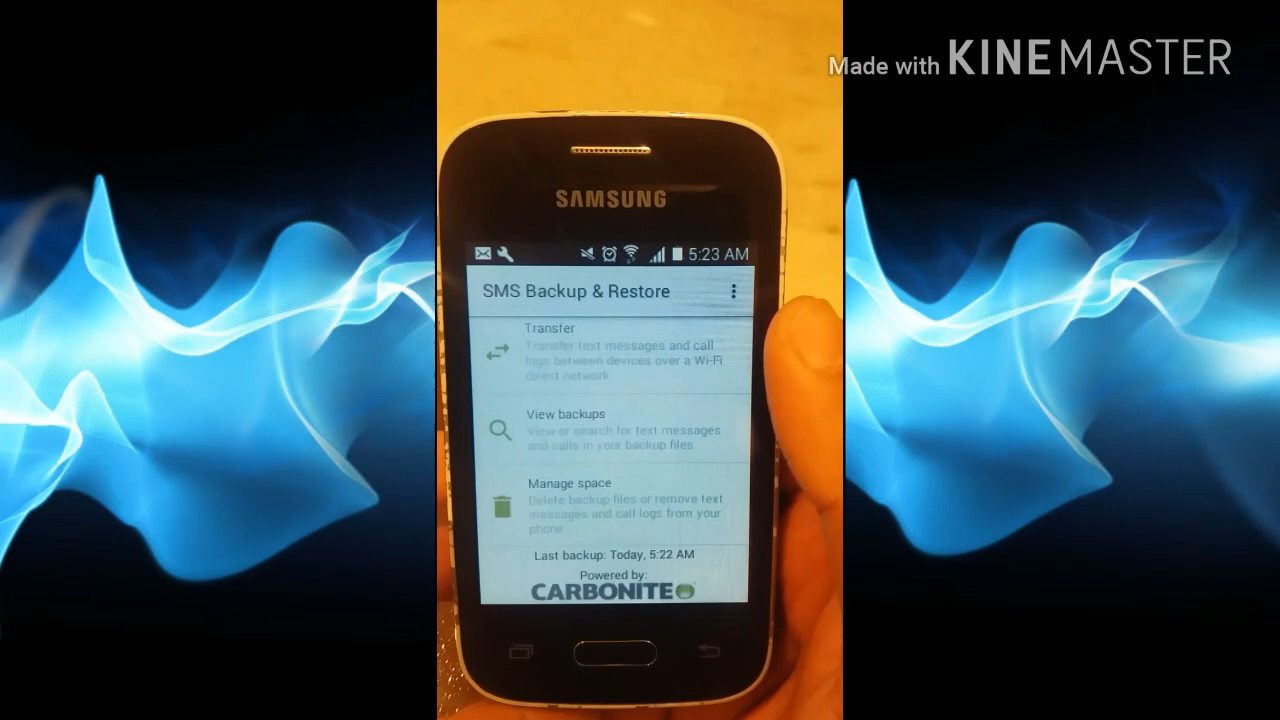 Made with KINEMASTER
SAMSUNG
5:23 AM
SMS Backup & Restore
Transfer
Transfer text messages and call
logs between devices over a Wi-Fi
direct network
View backups
View or search for text messages
and calls in your backup files
Manage space
Delete backup files or remove text
messages and call logs from your
phone
Last backup: Today, 5:22 AM
Powered by:
CARBONITE